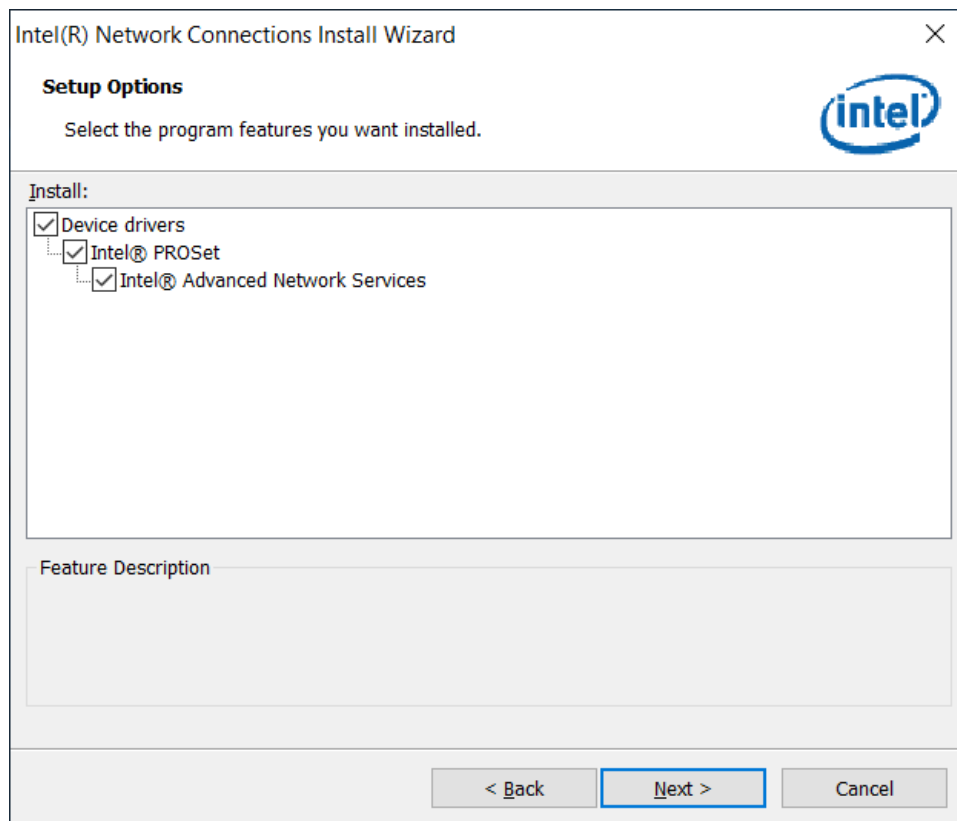 Intel(R) Network Connections Install Wizard
Setup Options
Select the program features you want installed.
intel
Install:
Device drivers
Intel® PROSet
Intel® Advanced Network Services
Feature Description
< Back
Next >
Cancel